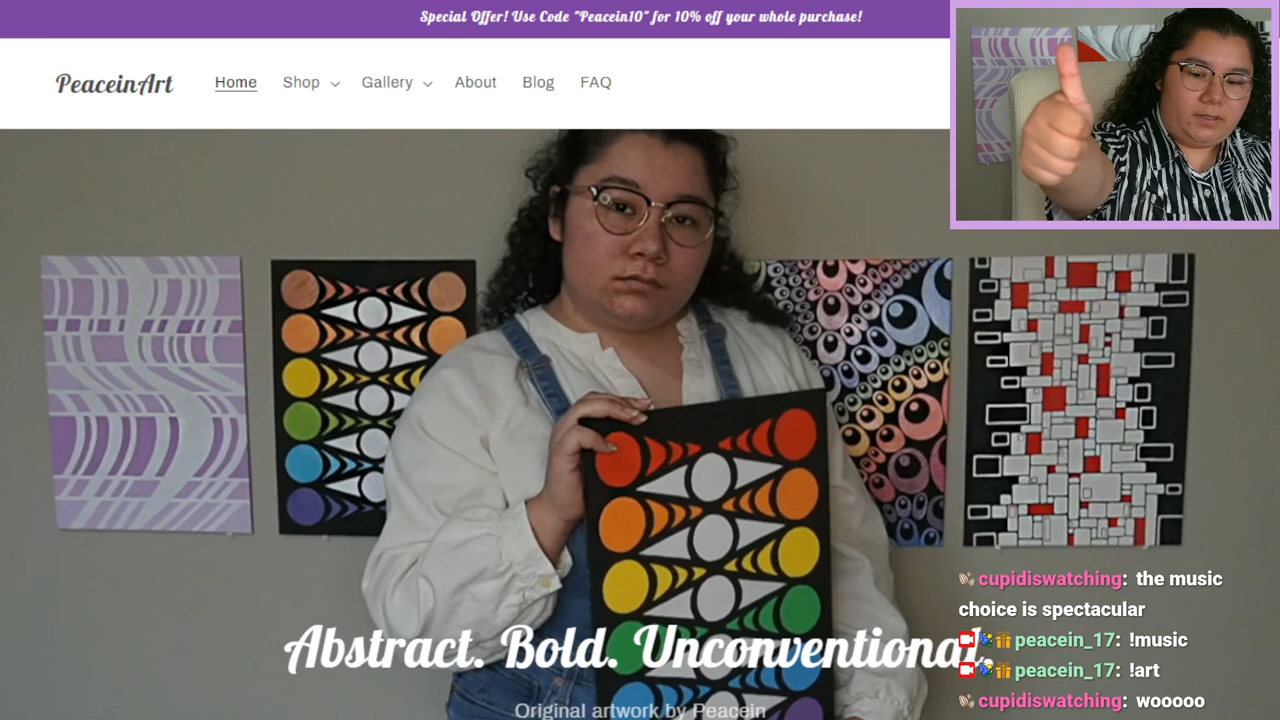 Special Offer! Use Code "Peacein10" for 10% off your whole purchase!
PeaceinArt Home Shop Gallery About Blog FAQ
cupidiswatching: the music
choice is spectacular
Abstract. Bold. Unconventional.
peacein_17: !music
peacein_17: !art
cupidiswatching: wooooo
Original artwork by Peacein